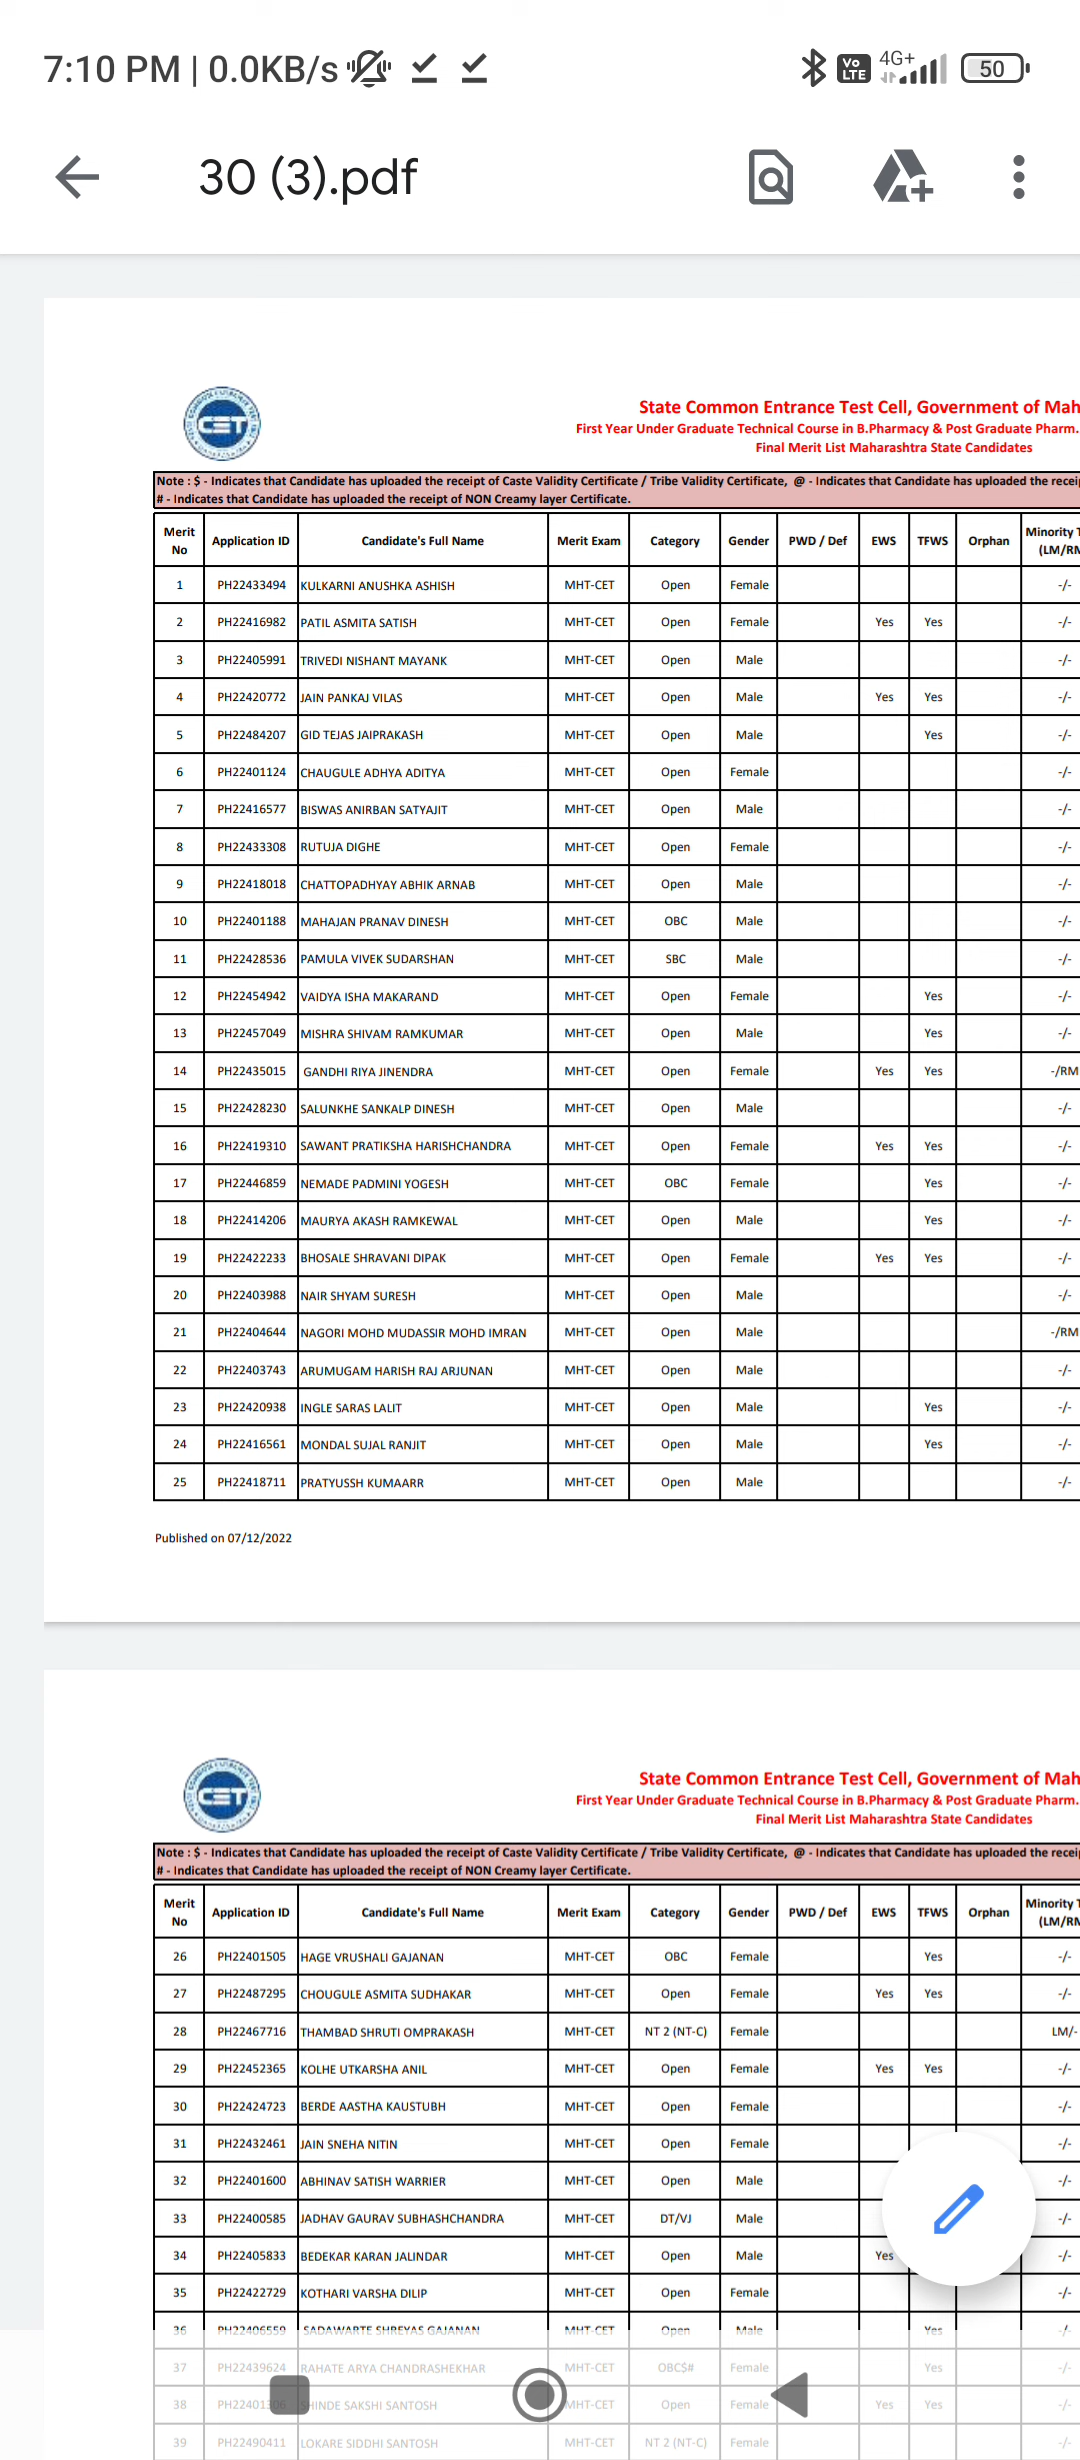 7:10 PM | 0.0KB/s
Vo LTE 4G+ 50
30 (3).pdf
CET
State Common Entrance Test Cell, Government of Mah
First Year Under Graduate Technical Course in B.Pharmacy & Post Graduate Pharm.
Final Merit List Maharashtra State Candidates
Note : $ - Indicates that Candidate has uploaded the receipt of Caste Validity Certificate / Tribe Validity Certificate, @ - Indicates that Candidate has uploaded the recei
# - Indicates that Candidate has uploaded the receipt of NON Creamy layer Certificate.
Merit No Application ID Candidate's Full Name Merit Exam Category Gender PWD / Def EWS TFWS Orphan Minority T (LM/RM
1 PH22433494 KULKARNI ANUSHKA ASHISH MHT-CET Open Female -/-
2 PH22416982 PATIL ASMITA SATISH MHT-CET Open Female Yes Yes -/-
3 PH22405991 TRIVEDI NISHANT MAYANK MHT-CET Open Male -/-
4 PH22420772 JAIN PANKAJ VILAS MHT-CET Open Male Yes Yes -/-
5 PH22484207 GID TEJAS JAIPRAKASH MHT-CET Open Male Yes -/-
6 PH22401124 CHAUGULE ADHYA ADITYA MHT-CET Open Female -/-
7 PH22416577 BISWAS ANIRBAN SATYAJIT MHT-CET Open Male -/-
8 PH22433308 RUTUJA DIGHE MHT-CET Open Female -/-
9 PH22418018 CHATTOPADHYAY ABHIK ARNAB MHT-CET Open Male -/-
10 PH22401188 MAHAJAN PRANAV DINESH MHT-CET OBC Male -/-
11 PH22428536 PAMULA VIVEK SUDARSHAN MHT-CET SBC Male -/-
12 PH22454942 VAIDYA ISHA MAKARAND MHT-CET Open Female Yes -/-
13 PH22457049 MISHRA SHIVAM RAMKUMAR MHT-CET Open Male Yes -/-
14 PH22435015 GANDHI RIYA JINENDRA MHT-CET Open Female Yes Yes -/RM
15 PH22428230 SALUNKHE SANKALP DINESH MHT-CET Open Male -/-
16 PH22419310 SAWANT PRATIKSHA HARISHCHANDRA MHT-CET Open Female Yes Yes -/-
17 PH22446859 NEMADE PADMINI YOGESH MHT-CET OBC Female Yes -/-
18 PH22414206 MAURYA AKASH RAMKEWAL MHT-CET Open Male Yes -/-
19 PH22422233 BHOSALE SHRAVANI DIPAK MHT-CET Open Female Yes Yes -/-
20 PH22403988 NAIR SHYAM SURESH MHT-CET Open Male -/-
21 PH22404644 NAGORI MOHD MUDASSIR MOHD IMRAN MHT-CET Open Male -/RM
22 PH22403743 ARUMUGAM HARISH RAJ ARJUNAN MHT-CET Open Male -/-
23 PH22420938 INGLE SARAS LALIT MHT-CET Open Male Yes -/-
24 PH22416561 MONDAL SUJAL RANJIT MHT-CET Open Male Yes -/-
25 PH22418711 PRATYUSSH KUMAARR MHT-CET Open Male -/-
Published on 07/12/2022
CET
State Common Entrance Test Cell, Government of Mah
First Year Under Graduate Technical Course in B.Pharmacy & Post Graduate Pharm.
Final Merit List Maharashtra State Candidates
Note : $ - Indicates that Candidate has uploaded the receipt of Caste Validity Certificate / Tribe Validity Certificate, @ - Indicates that Candidate has uploaded the recei
# - Indicates that Candidate has uploaded the receipt of NON Creamy layer Certificate.
Merit No Application ID Candidate's Full Name Merit Exam Category Gender PWD / Def EWS TFWS Orphan Minority T (LM/RM
26 PH22401505 HAGE VRUSHALI GAJANAN MHT-CET OBC Female Yes -/-
27 PH22487295 CHOUGULE ASMITA SUDHAKAR MHT-CET Open Female Yes Yes -/-
28 PH22467716 THAMBAD SHRUTI OMPRAKASH MHT-CET NT 2 (NT-C) Female LM/-
29 PH22452365 KOLHE UTKARSHA ANIL MHT-CET Open Female Yes Yes -/-
30 PH22424723 BERDE AASTHA KAUSTUBH MHT-CET Open Female -/-
31 PH22432461 JAIN SNEHA NITIN MHT-CET Open Female -/-
32 PH22401600 ABHINAV SATISH WARRIER MHT-CET Open Male -/-
33 PH22400585 JADHAV GAURAV SUBHASHCHANDRA MHT-CET DT/VJ Male -/-
34 PH22405833 BEDEKAR KARAN JALINDAR MHT-CET Open Male Yes -/-
35 PH22422729 KOTHARI VARSHA DILIP MHT-CET Open Female -/-
36 PH22406559 SADAWARTE SHREYAS GAJANAN MHT-CET Open Male Yes -/-
37 PH22439624 RAHATE ARYA CHANDRASHEKHAR MHT-CET OBC$# Female Yes -/-
38 SHINDE SAKSHI SANTOSH MHT-CET Open Female Yes Yes -/-
39 PH22490411 LOKARE SIDDHI SANTOSH MHT-CET NT 2 (NT-C) Female -/-